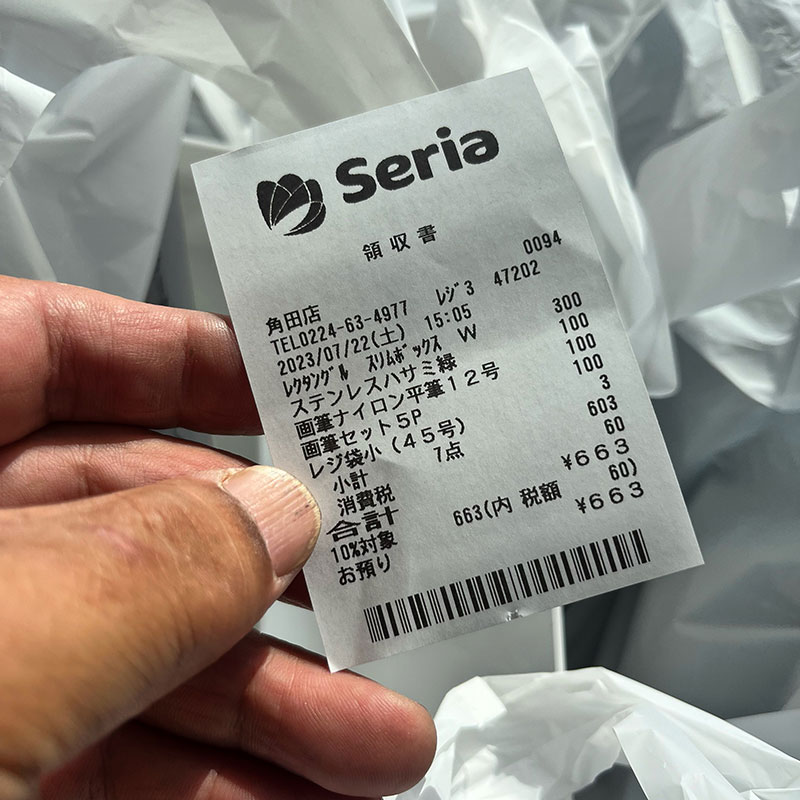 Seria
領収書
0094
角田店
TEL0224-63-4977 ﾚｼﾞ3 47202
2023/07/22(土) 15:05
ﾚｸﾀﾝｸﾞﾙ ｽﾘﾑﾎﾞｯｸｽ W 300
ステンレスハサミ緑 100
画筆ナイロン平筆１２号 100
画筆セット５P 100
レジ袋小（４５号） 3
小計 7点 603
消費税 60
合計 ¥６６３
10%対象 663(内 税額 60)
お預り ¥６６３